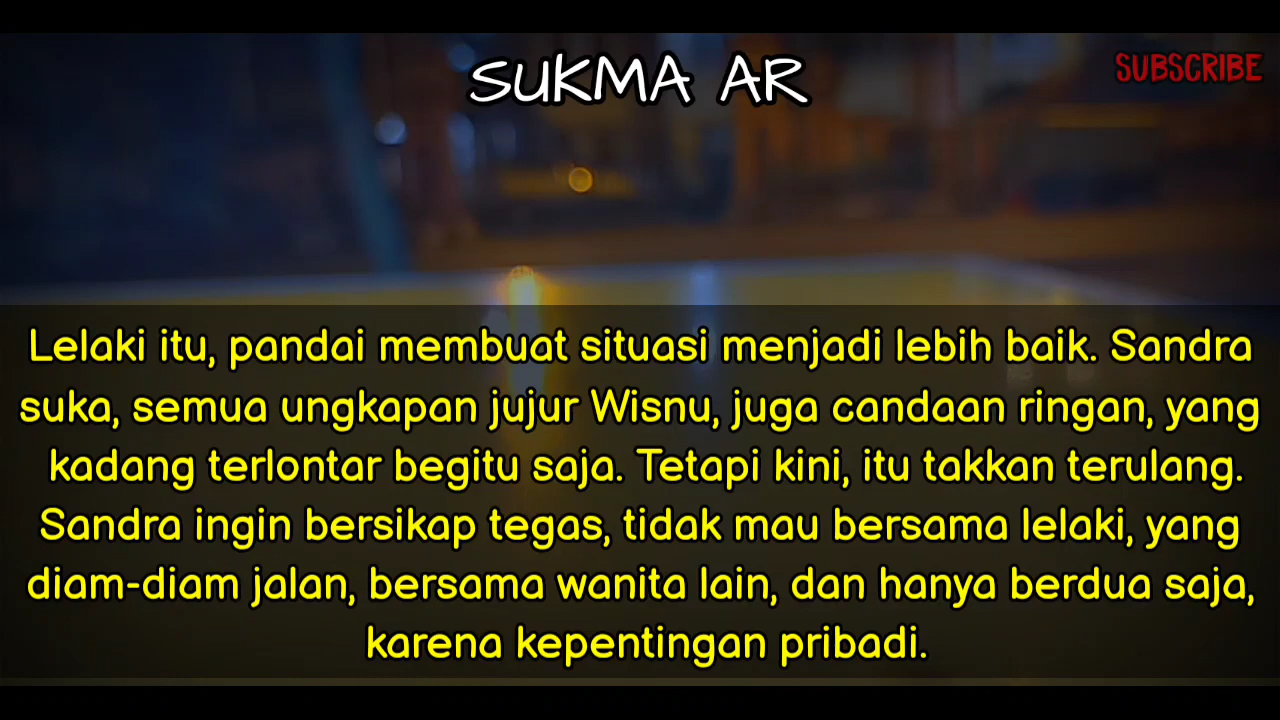 SUKMA AR
SUBSCRIBE
Lelaki itu, pandai membuat situasi menjadi lebih baik. Sandra
suka, semua ungkapan jujur Wisnu, juga candaan ringan, yang
kadang terlontar begitu saja. Tetapi kini, itu takkan terulang.
Sandra ingin bersikap tegas, tidak mau bersama lelaki, yang
diam-diam jalan, bersama wanita lain, dan hanya berdua saja,
karena kepentingan pribadi.